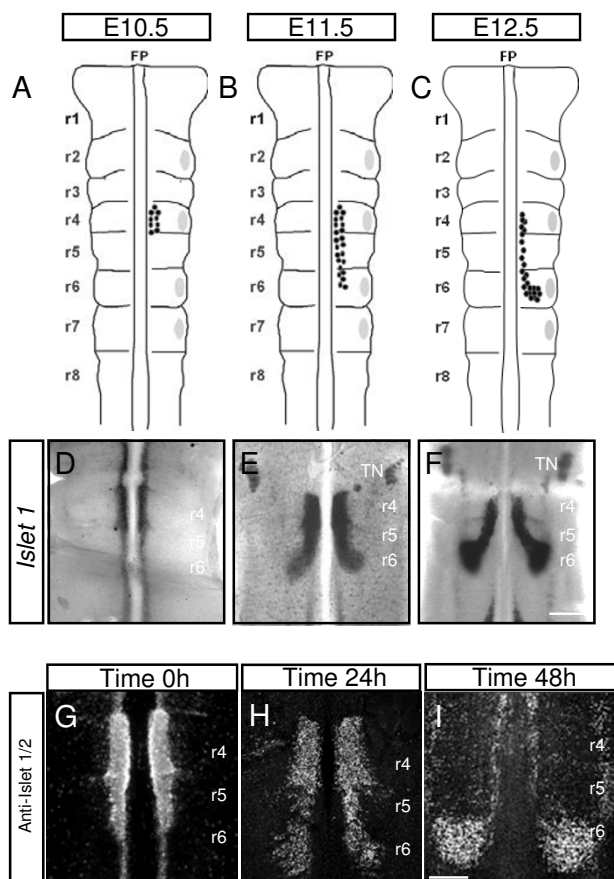 E10.5 E11.5 E12.5
FP FP FP
A B C
r1 r1 r1
r2 r2 r2
r3 r3 r3
r4 r4 r4
r5 r5 r5
r6 r6 r6
r7 r7 r7
r8 r8 r8
Islet 1
D E F
TN TN
r4 r4 r4
r5 r5 r5
r6 r6 r6
Time 0h Time 24h Time 48h
Anti-Islet 1/2
G H I
r4 r4 r4
r5 r5 r5
r6 r6 r6